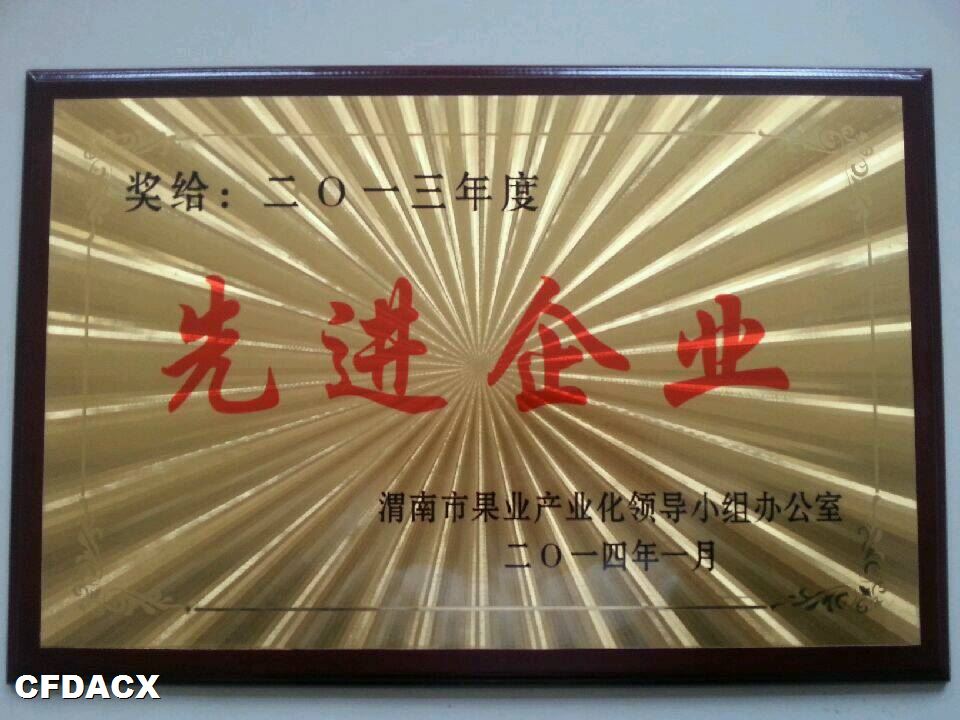 奖给：二〇一三年度
先进企业
渭南市果业产业化领导小组办公室
二〇一四年一月
CFDACX